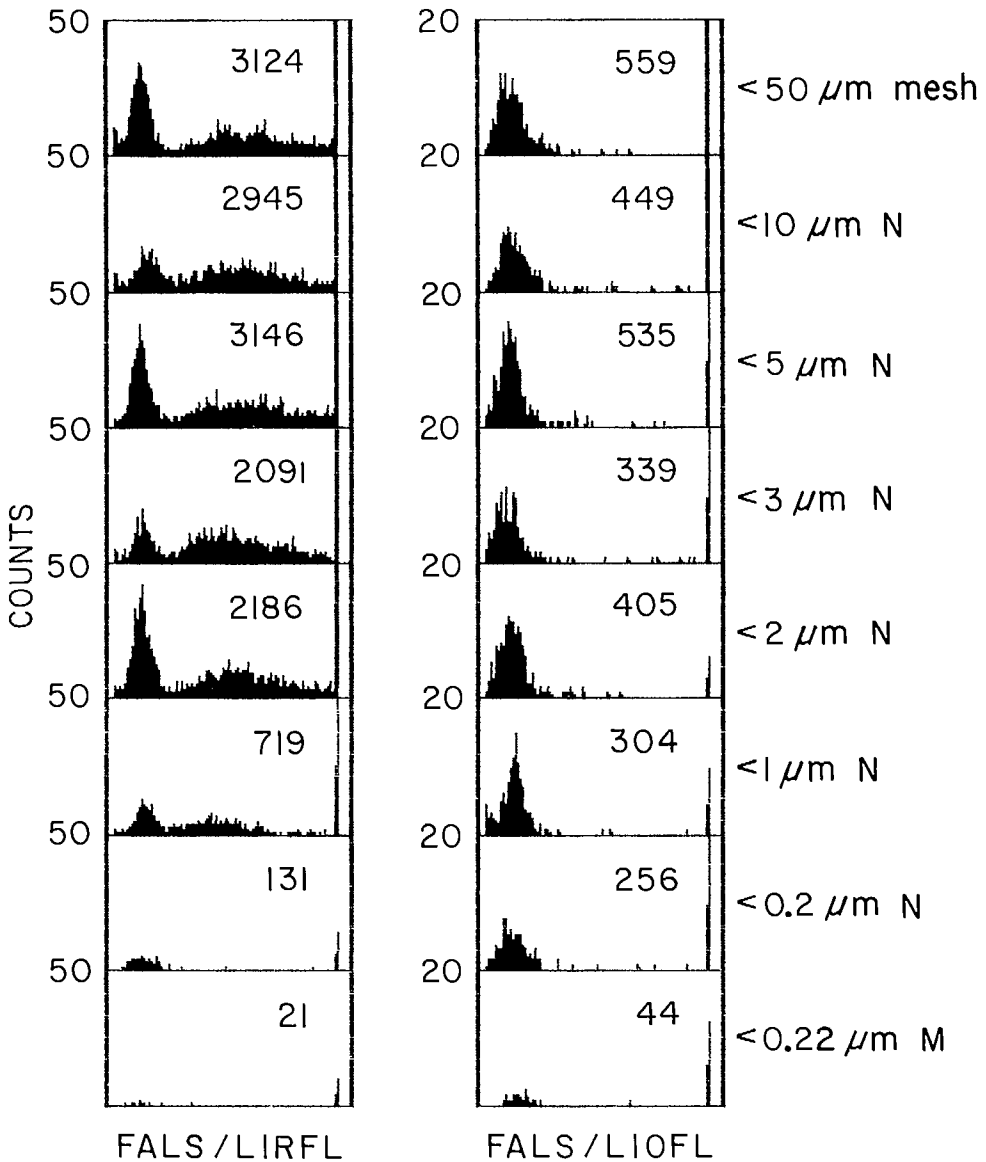 50
3124
20
559
<50 μm mesh
50
2945
20
449
<10 μm N
50
3146
20
535
<5 μm N
50
2091
20
339
<3 μm N
50
2186
20
405
<2 μm N
50
719
20
304
<1 μm N
50
131
20
256
<0.2 μm N
50
21
20
44
<0.22 μm M
COUNTS
FALS/LIRFL
FALS/LIOFL